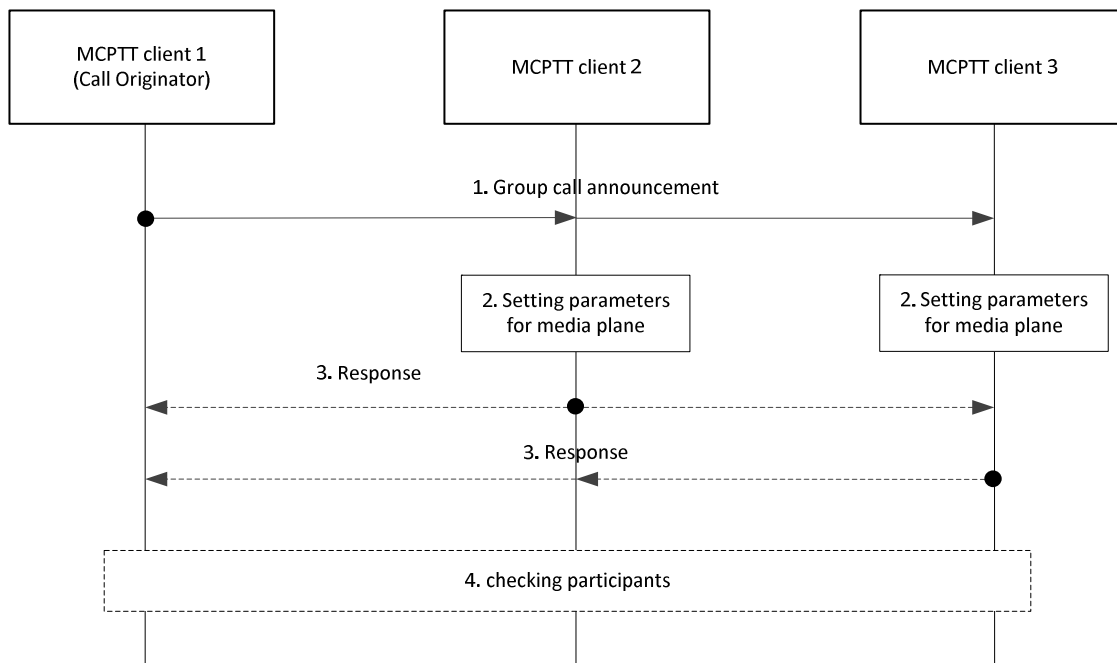 MCPTT client 1
(Call Originator)
MCPTT client 2
MCPTT client 3
1. Group call announcement
2. Setting parameters
for media plane
2. Setting parameters
for media plane
3. Response
3. Response
4. checking participants